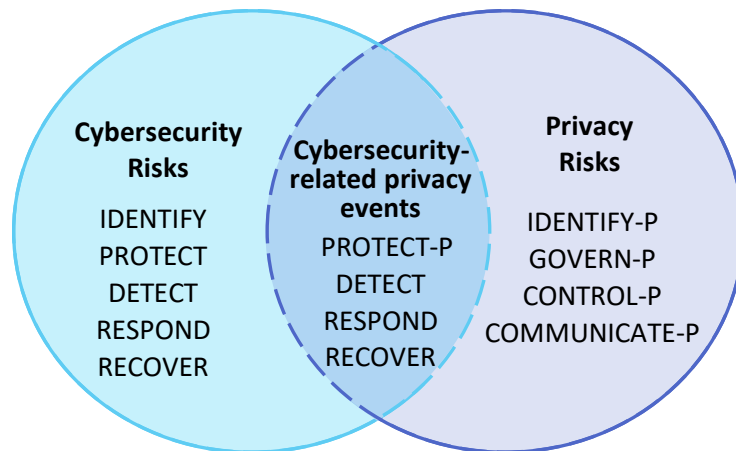 Cybersecurity
Risks
IDENTIFY
PROTECT
DETECT
RESPOND
RECOVER
Cybersecurity-
related privacy
events
PROTECT-P
DETECT
RESPOND
RECOVER
Privacy
Risks
IDENTIFY-P
GOVERN-P
CONTROL-P
COMMUNICATE-P